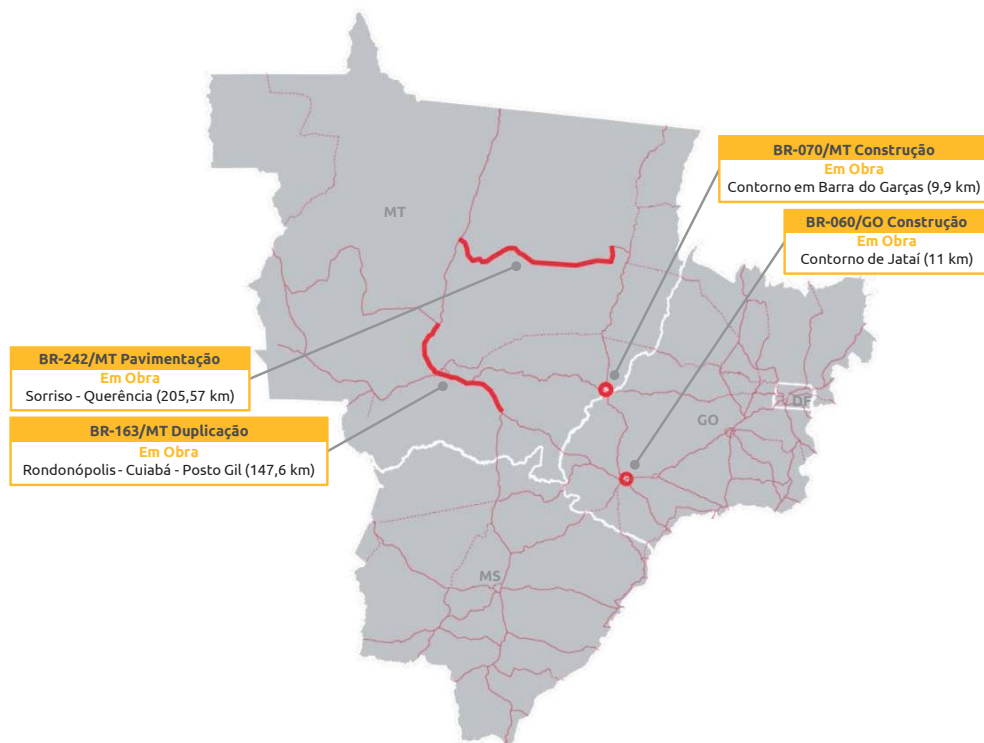 BR-070/MT Construção
Em Obra
Contorno em Barra do Garças (9,9 km)
BR-060/GO Construção
Em Obra
Contorno de Jataí (11 km)
MT
BR-242/MT Pavimentação
Em Obra
Sorriso - Querência (205,57 km)
BR-163/MT Duplicação
Em Obra
Rondonópolis - Cuiabá - Posto Gil (147,6 km)
DF
GO
MS